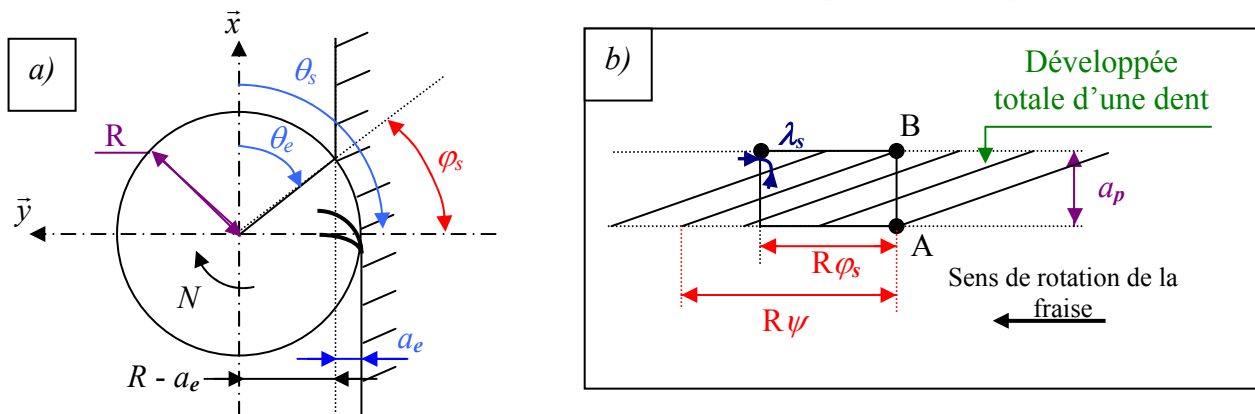 a)
x⃗
θs
R
θe
φs
y⃗
N
ae
R - ae
b)
Développée
totale d'une dent
λs
B
ap
A
Rφs
Sens de rotation de la
fraise
Rψ